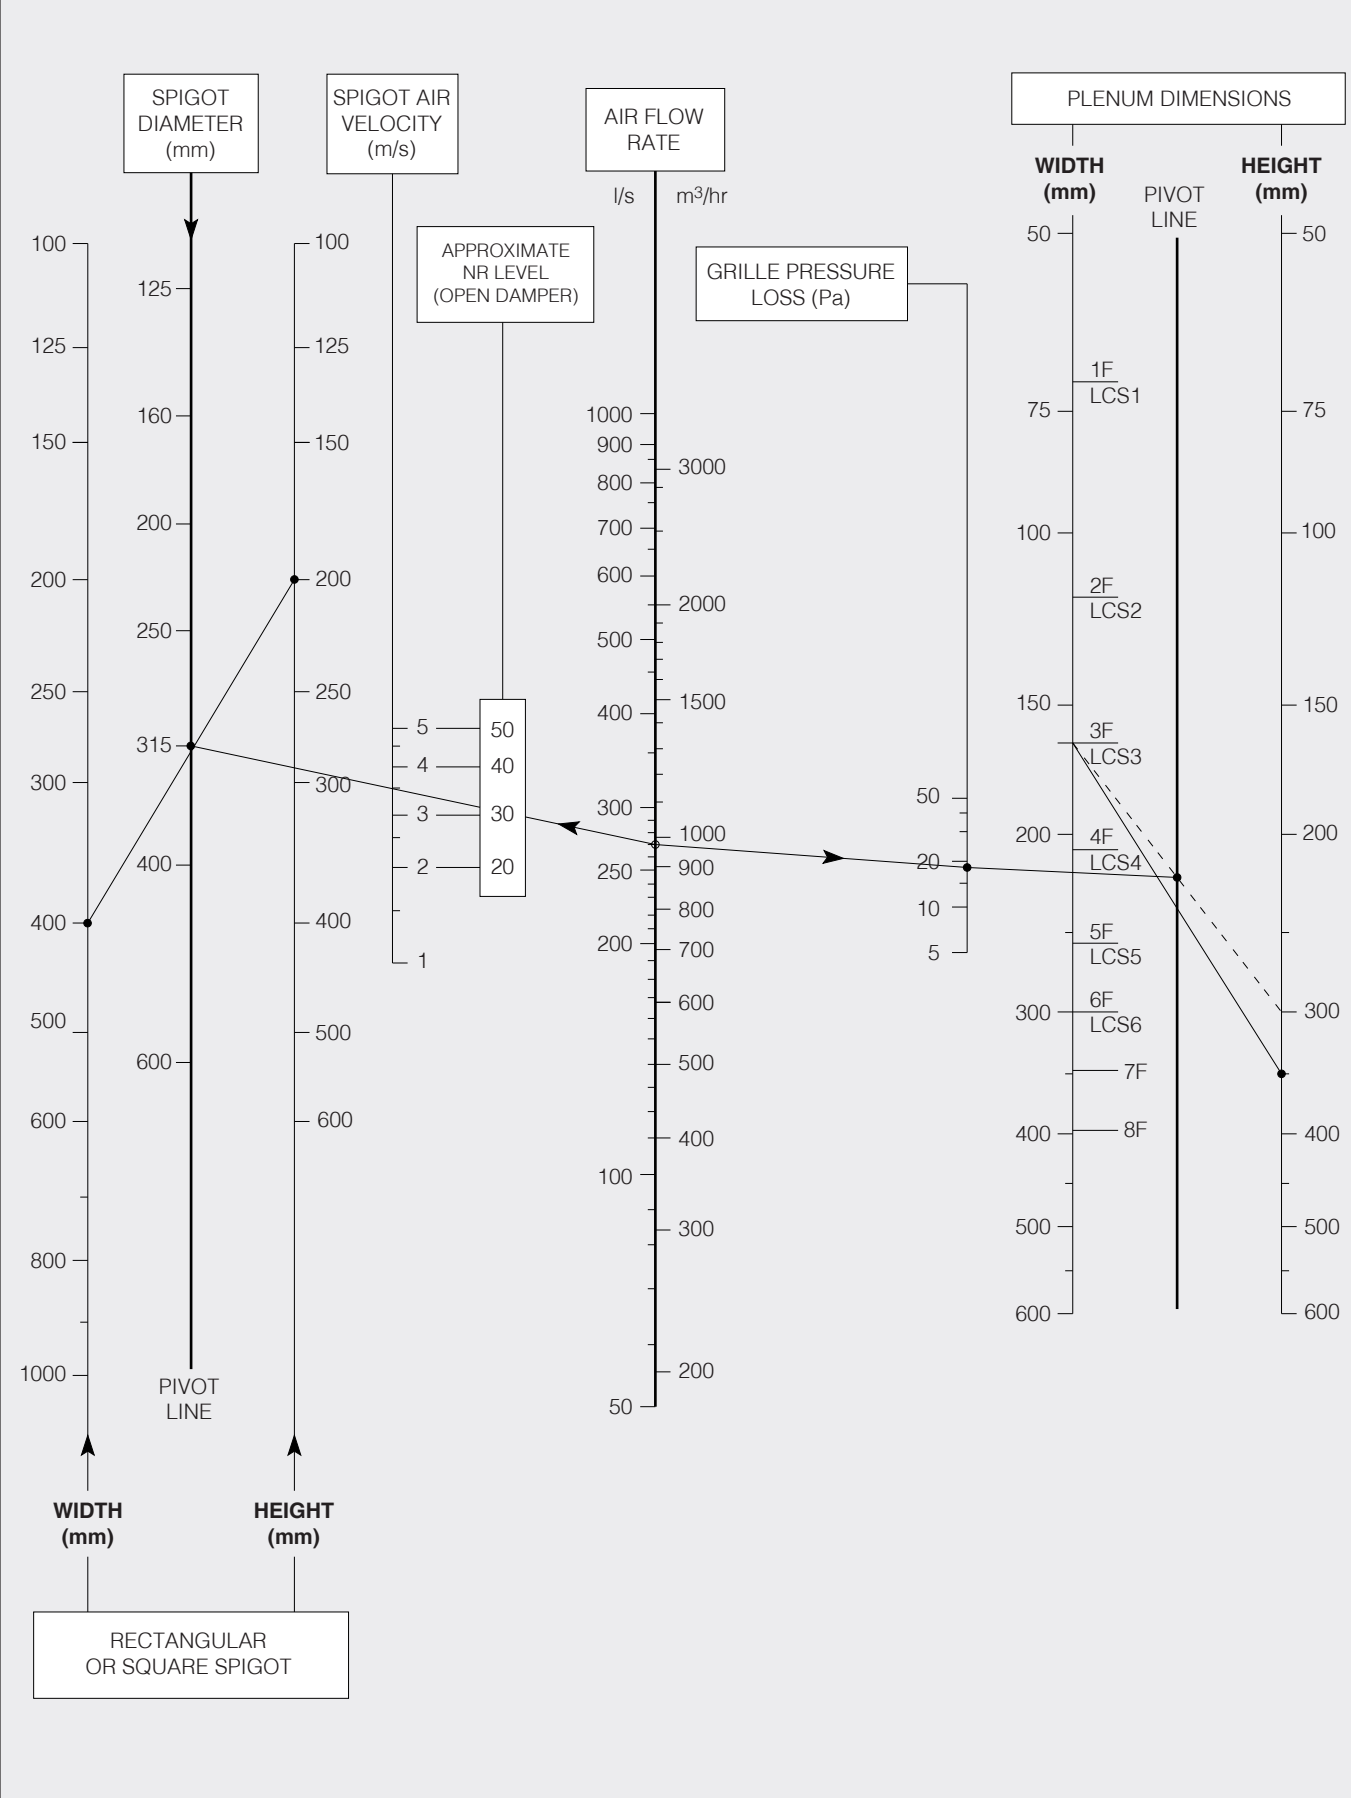 SPIGOT
DIAMETER
(mm)
SPIGOT AIR
VELOCITY
(m/s)
AIR FLOW
RATE
l/s
m³/hr
PLENUM DIMENSIONS
WIDTH
(mm)
PIVOT
LINE
HEIGHT
(mm)
APPROXIMATE
NR LEVEL
(OPEN DAMPER)
GRILLE PRESSURE
LOSS (Pa)
100
125
150
200
250
300
400
500
600
800
1000
125
160
200
250
315
400
600
PIVOT
LINE
100
125
150
200
250
300
400
500
600
5
4
3
2
1
50
40
30
20
1000
900
800
700
600
500
400
300
250
200
100
50
3000
2000
1500
1000
900
800
700
600
500
400
300
200
50
20
10
5
50
75
100
150
200
300
400
500
600
1F
LCS1
2F
LCS2
3F
LCS3
4F
LCS4
5F
LCS5
6F
LCS6
7F
8F
50
75
100
150
200
300
400
500
600
WIDTH
(mm)
HEIGHT
(mm)
RECTANGULAR
OR SQUARE SPIGOT